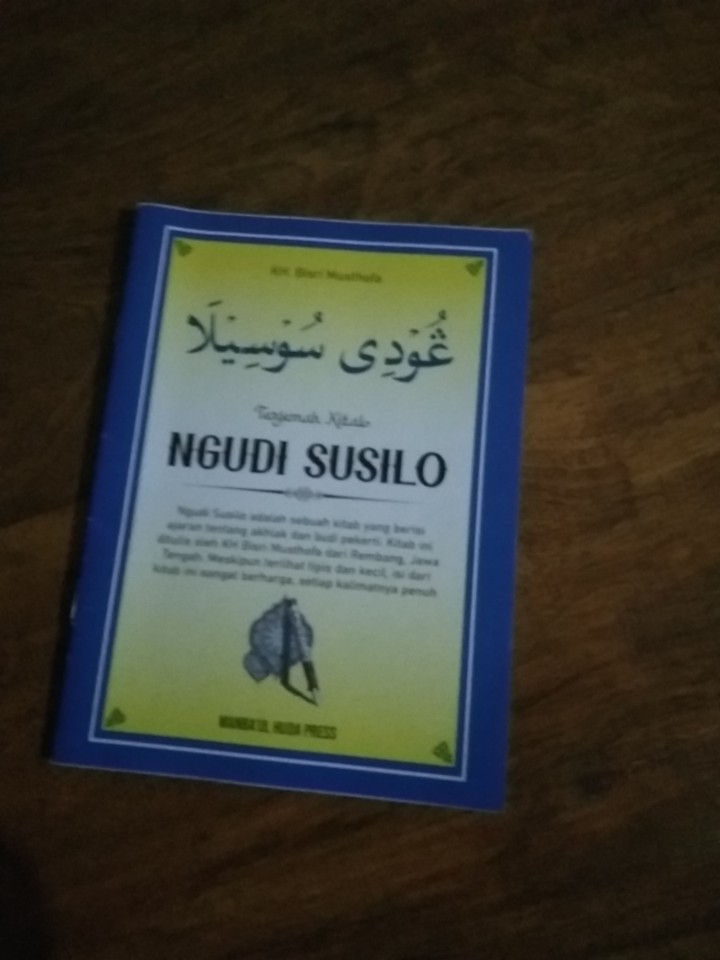 KH. Bisri Musthofa
ڠُوْدِى سُوْسِيْلَا
Terjemah Kitab
NGUDI SUSILO
Ngudi Susilo adalah sebuah kitab yang berisi
ajaran tentang akhlak dan budi pekerti. Kitab ini
ditulis oleh KH Bisri Musthofa dari Rembang, Jawa
Tengah. Meskipun terlihat tipis dan kecil, isi dari
kitab ini sangat berharga, setiap kalimatnya penuh
MANBA'UL HUDA PRESS